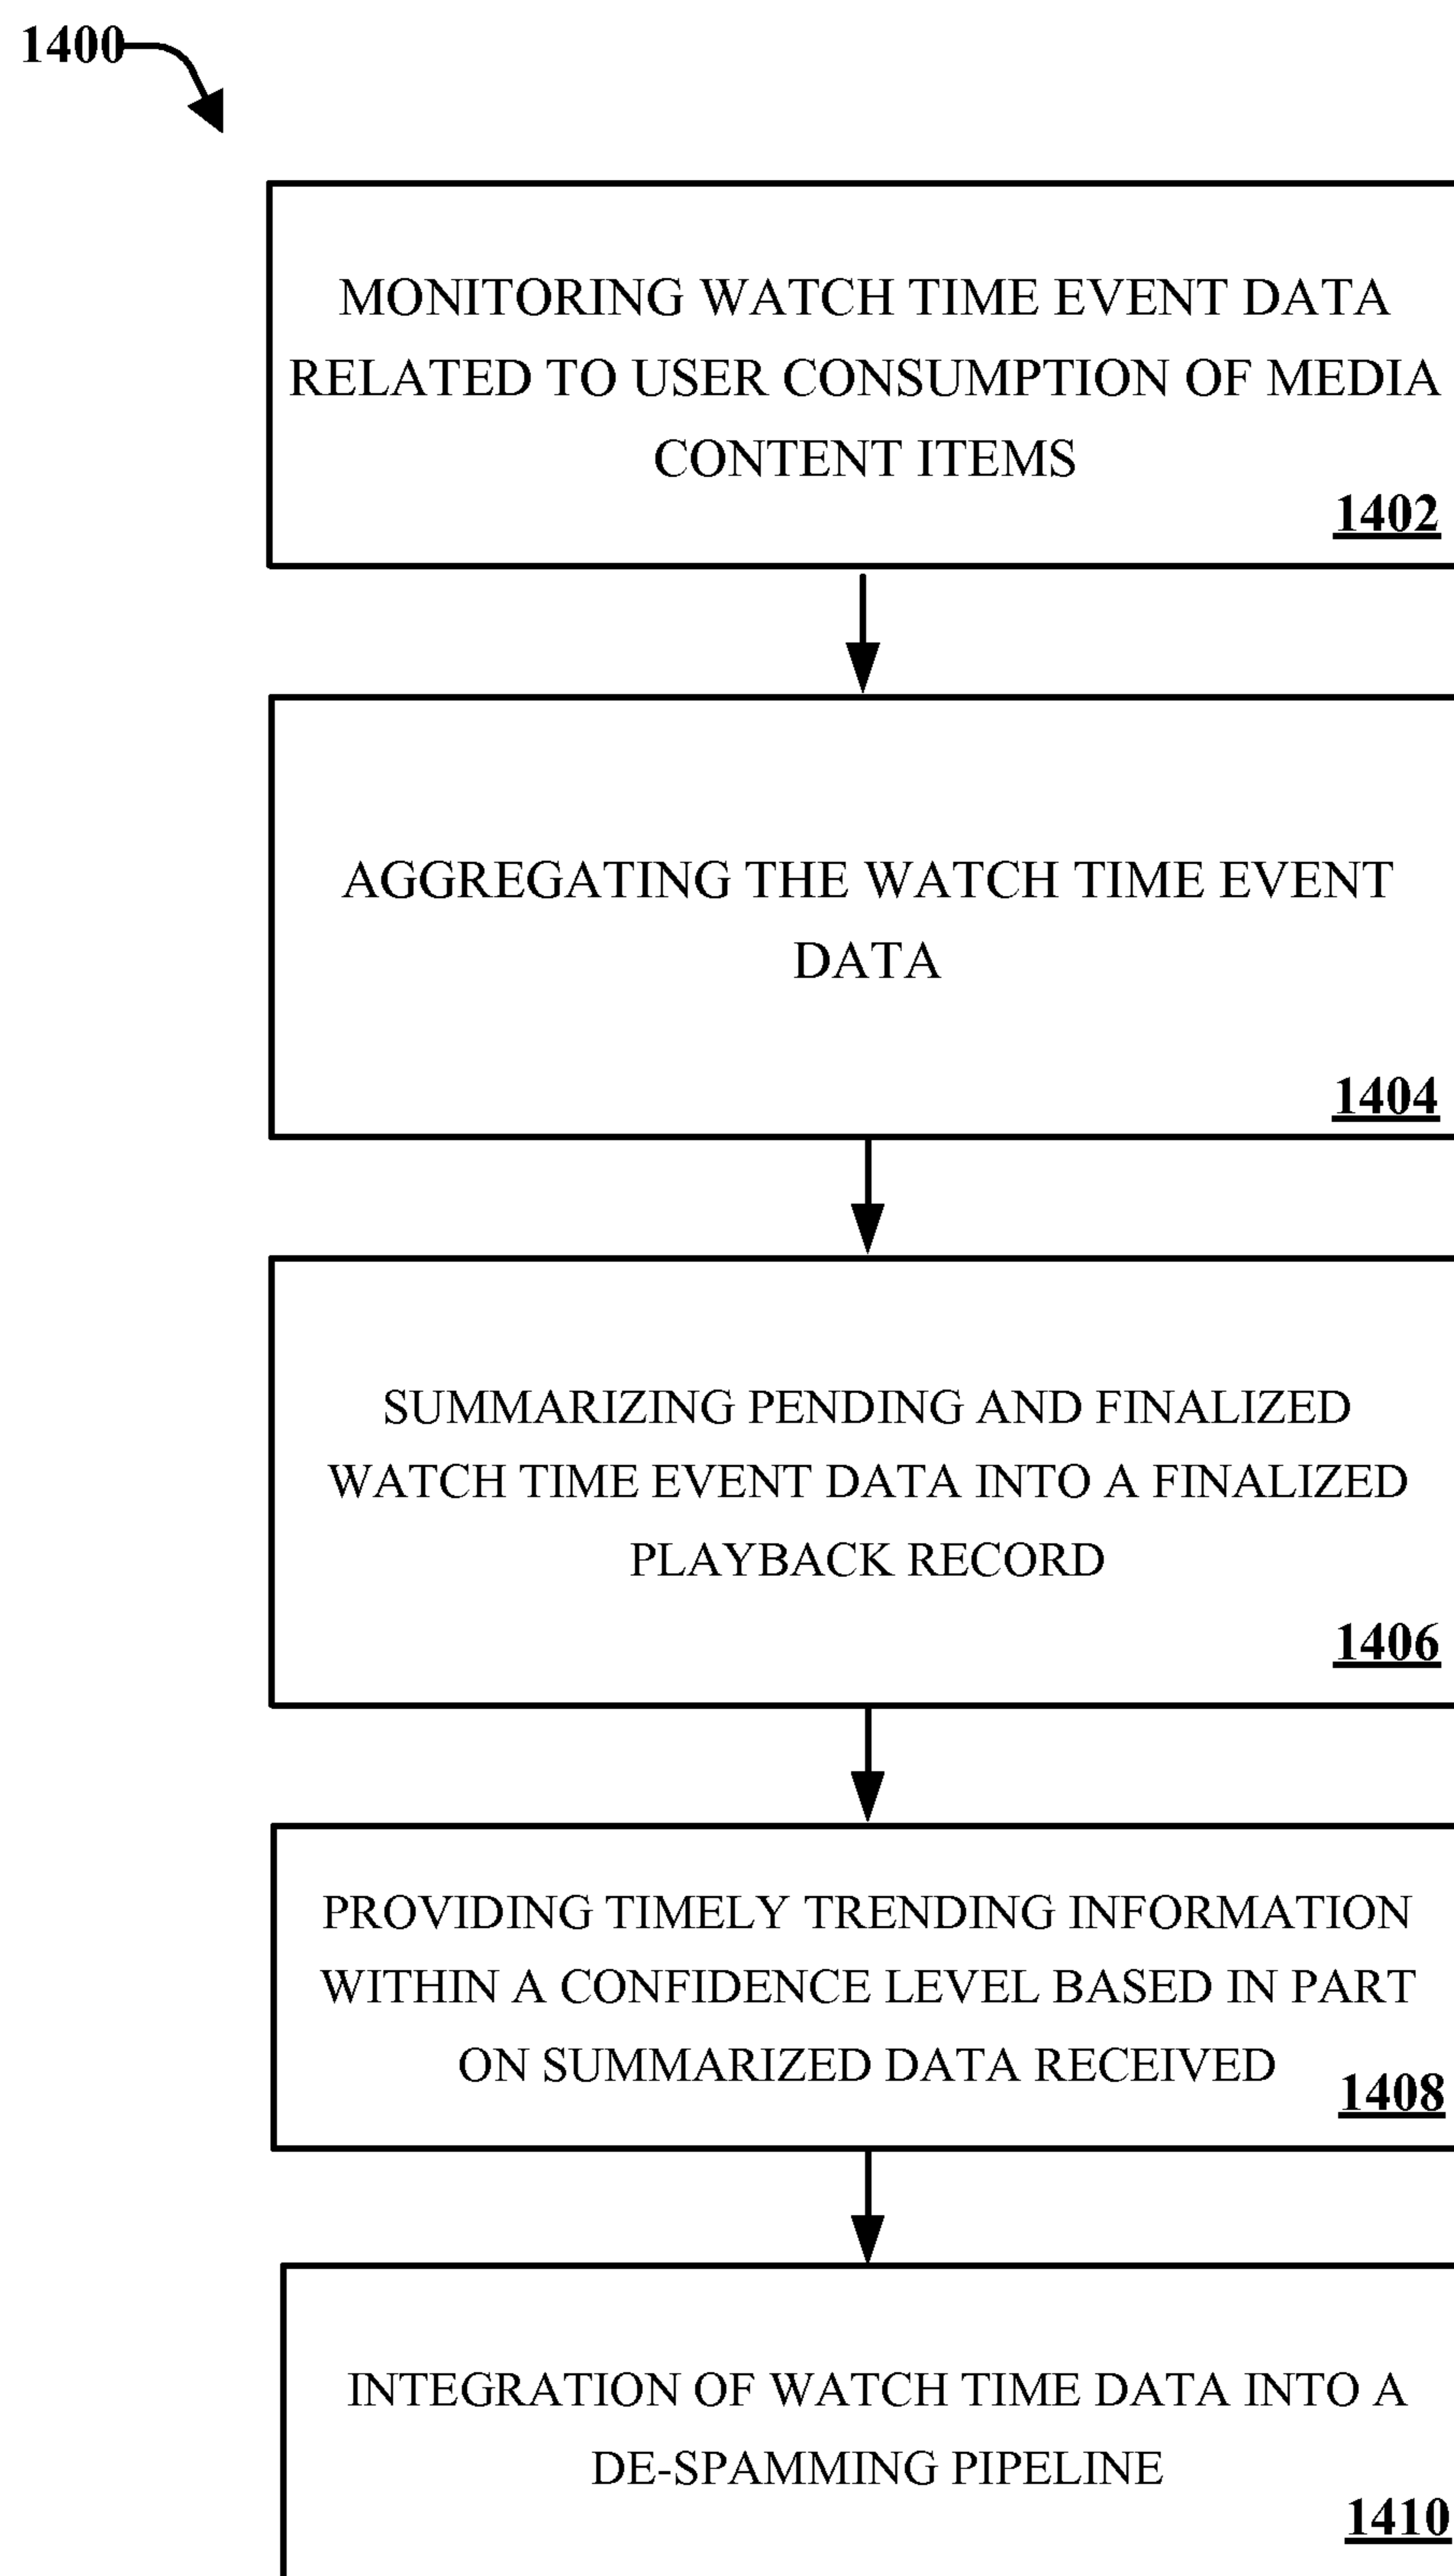 1400
MONITORING WATCH TIME EVENT DATA
RELATED TO USER CONSUMPTION OF MEDIA
CONTENT ITEMS
1402
AGGREGATING THE WATCH TIME EVENT
DATA
1404
SUMMARIZING PENDING AND FINALIZED
WATCH TIME EVENT DATA INTO A FINALIZED
PLAYBACK RECORD
1406
PROVIDING TIMELY TRENDING INFORMATION
WITHIN A CONFIDENCE LEVEL BASED IN PART
ON SUMMARIZED DATA RECEIVED
1408
INTEGRATION OF WATCH TIME DATA INTO A
DE-SPAMMING PIPELINE
1410